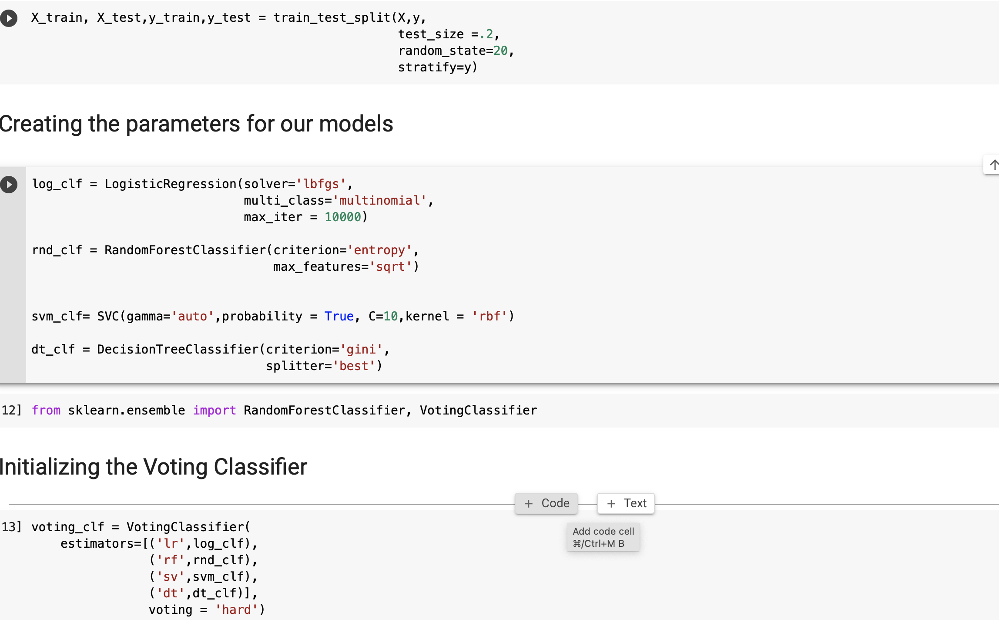 X_train, X_test,y_train,y_test = train_test_split(X,y,
test_size =.2,
random_state=20,
stratify=y)
Creating the parameters for our models
log_clf = LogisticRegression(solver='lbfgs',
multi_class='multinomial',
max_iter = 10000)
rnd_clf = RandomForestClassifier(criterion='entropy',
max_features='sqrt')
svm_clf= SVC(gamma='auto',probability = True, C=10,kernel = 'rbf')
dt_clf = DecisionTreeClassifier(criterion='gini',
splitter='best')
12] from sklearn.ensemble import RandomForestClassifier, VotingClassifier
Initializing the Voting Classifier
+ Code + Text
Add code cell
⌘/Ctrl+M B
13] voting_clf = VotingClassifier(
estimators=[('lr',log_clf),
('rf',rnd_clf),
('sv',svm_clf),
('dt',dt_clf)],
voting = 'hard')